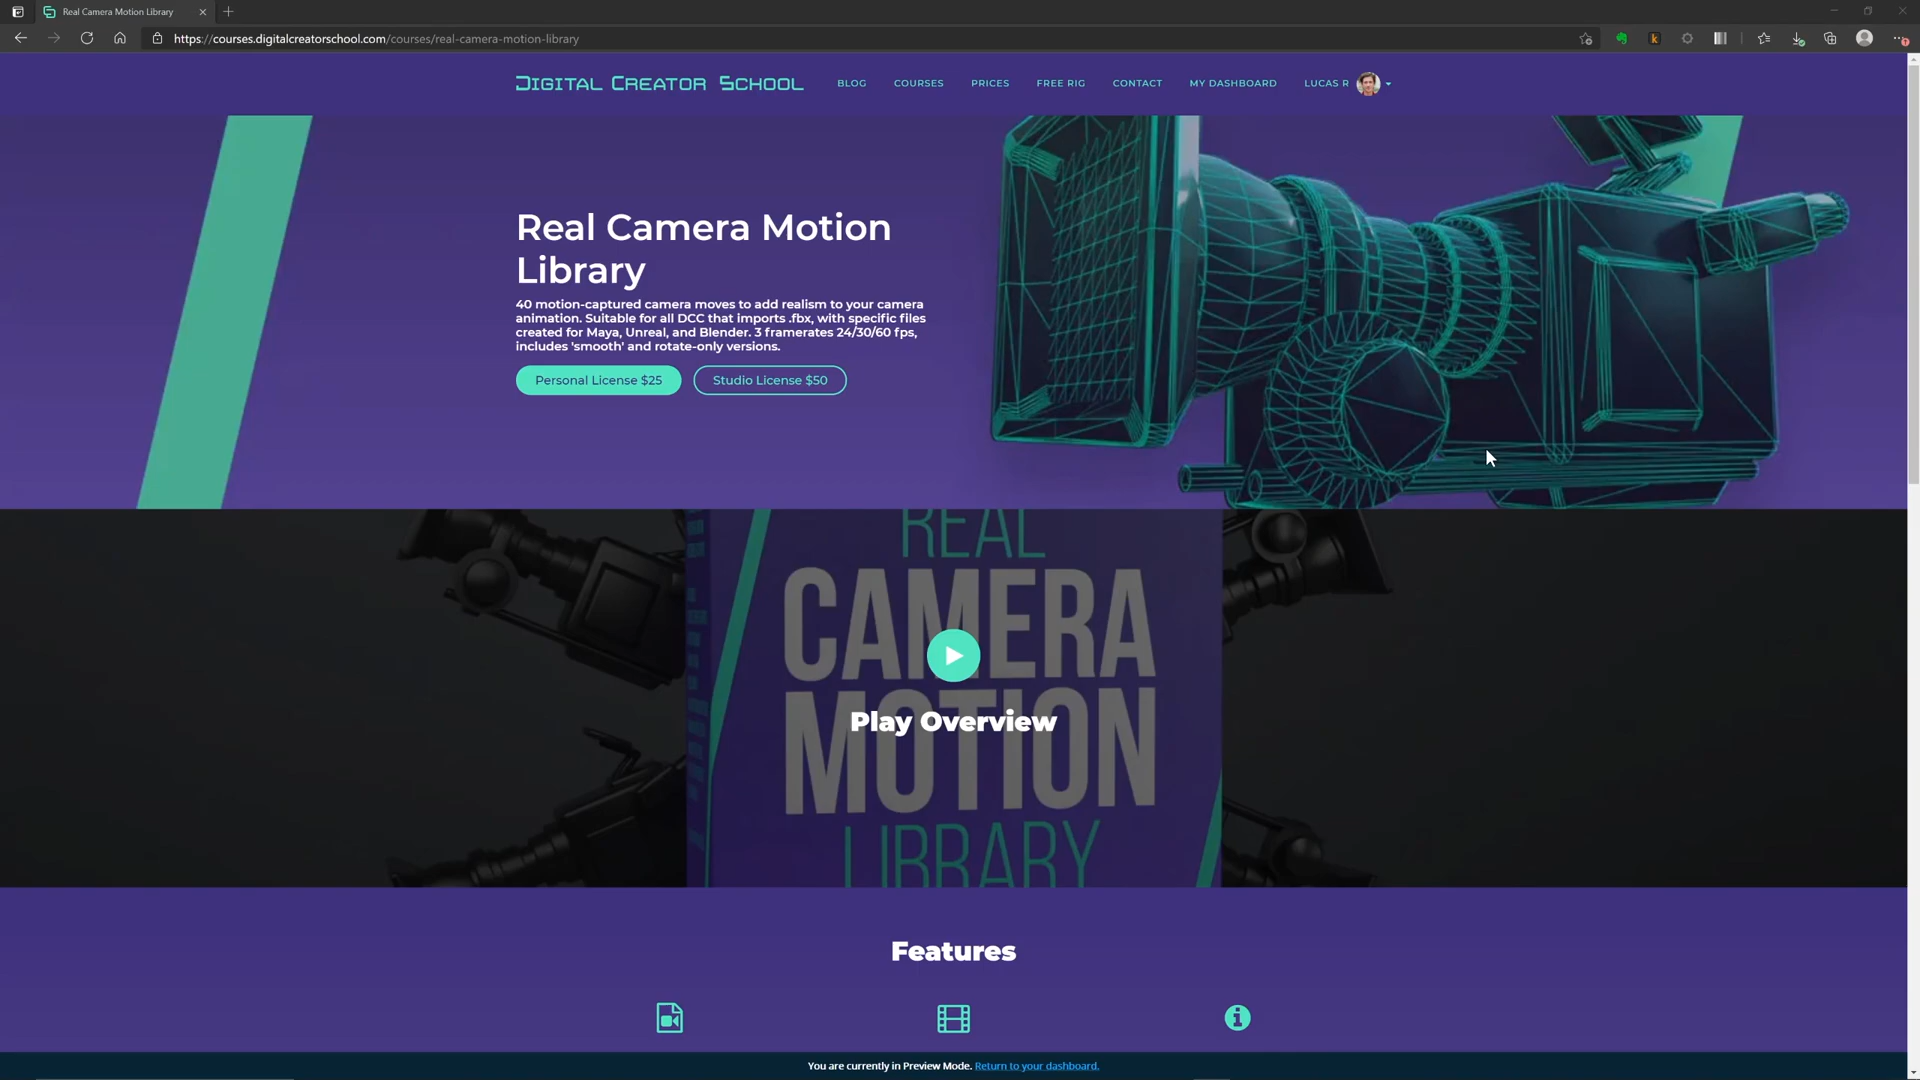 Real Camera Motion Library
https://courses.digitalcreatorschool.com/courses/real-camera-motion-library
DIGITAL CREATOR SCHOOL
BLOG
COURSES
PRICES
FREE RIG
CONTACT
MY DASHBOARD
LUCAS R
Real Camera Motion
Library
40 motion-captured camera moves to add realism to your camera
animation. Suitable for all DCC that imports .fbx, with specific files
created for Maya, Unreal, and Blender. 3 framerates 24/30/60 fps,
includes 'smooth' and rotate-only versions.
Personal License $25
Studio License $50
REAL
CAMERA
MOTION
LIBRARY
Play Overview
Features
You are currently in Preview Mode. Return to your dashboard.